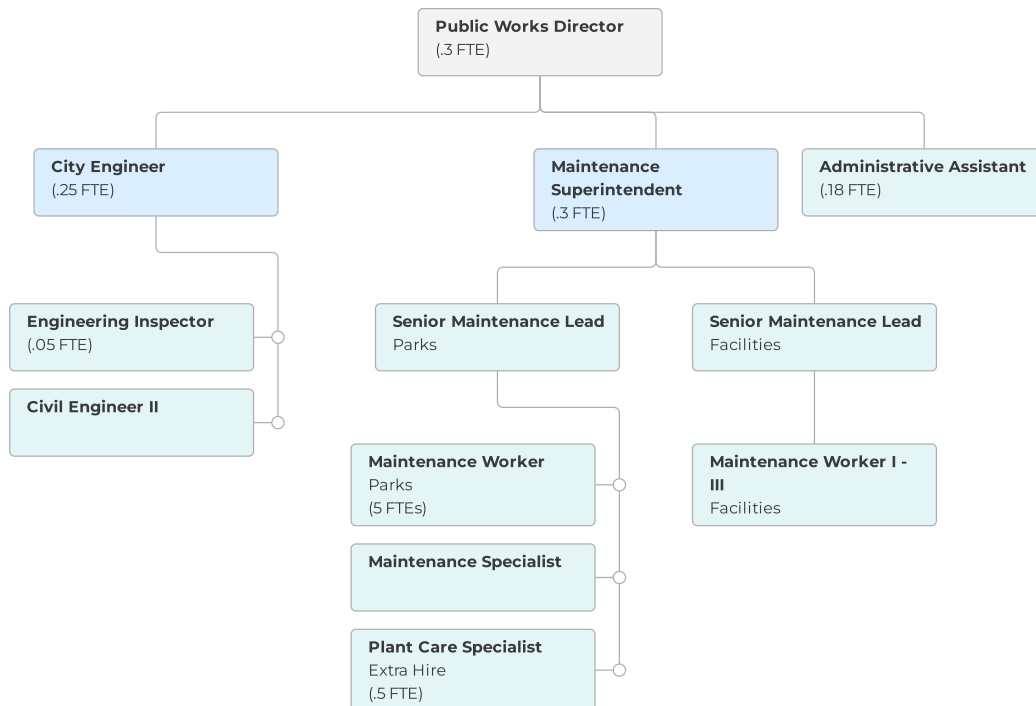 Public Works Director
(.3 FTE)
City Engineer
(.25 FTE)
Maintenance
Superintendent
(.3 FTE)
Administrative Assistant
(.18 FTE)
Engineering Inspector
(.05 FTE)
Civil Engineer II
Senior Maintenance Lead
Parks
Senior Maintenance Lead
Facilities
Maintenance Worker
Parks
(5 FTEs)
Maintenance Worker I -
III
Facilities
Maintenance Specialist
Plant Care Specialist
Extra Hire
(.5 FTE)